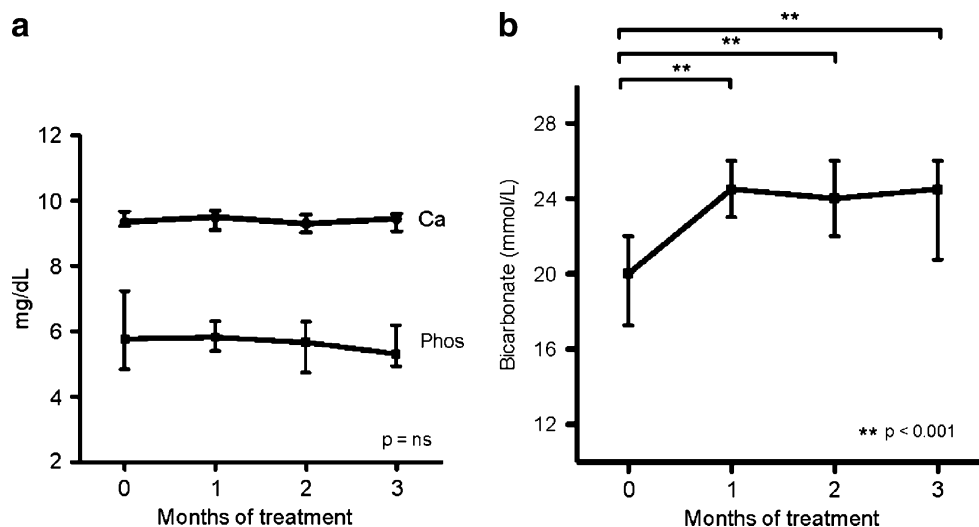 a
12
10
8
6
4
2
mg/dL
Ca
Phos
p = ns
0 1 2 3
Months of treatment
b
**
**
**
28
24
20
16
12
Bicarbonate (mmol/L)
** p < 0.001
0 1 2 3
Months of treatment